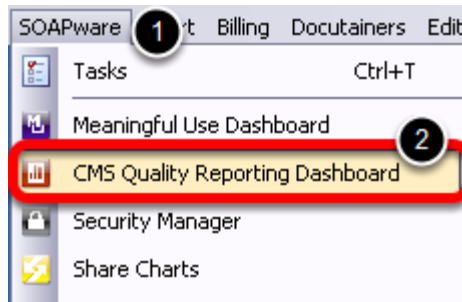 SOAPware 1 rt Billing Docutainers Edit
Tasks Ctrl+T
Meaningful Use Dashboard
2
CMS Quality Reporting Dashboard
Security Manager
Share Charts